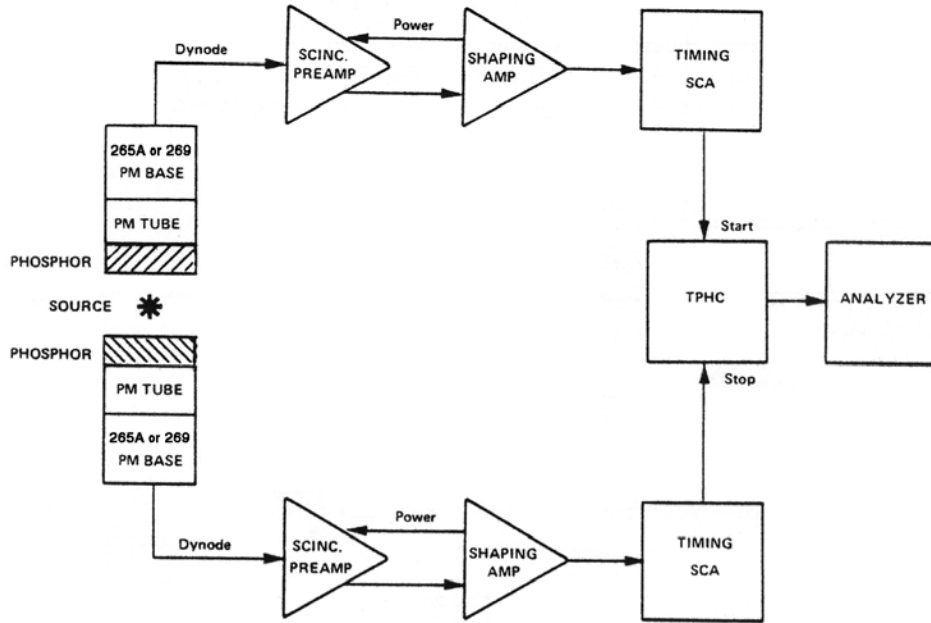 Dynode
SCINC.
PREAMP
Power
SHAPING
AMP
TIMING
SCA
265A or 269
PM BASE
PM TUBE
PHOSPHOR
SOURCE
PHOSPHOR
PM TUBE
265A or 269
PM BASE
Start
TPHC
ANALYZER
Stop
Dynode
SCINC.
PREAMP
Power
SHAPING
AMP
TIMING
SCA